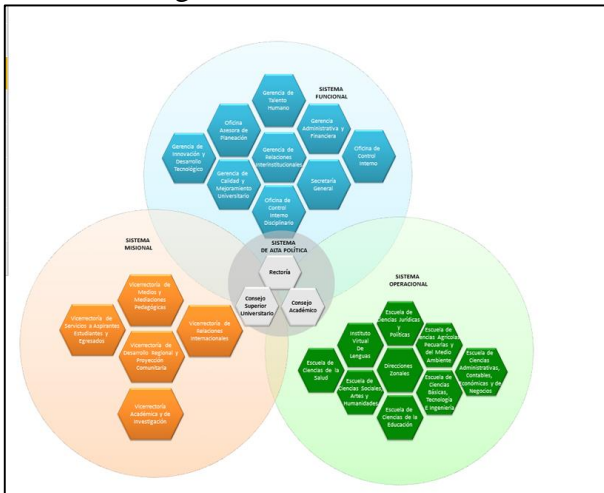 SISTEMA
FUNCIONAL
Gerencia de
Talento
Humano
Oficina
Asesora de
Planeación
Gerencia
Administrativa y
Financiera
Gerencia de
Innovación y
Desarrollo
Tecnológico
Gerencia de
Relaciones
Interinstitucionales
Oficina de
Control
Interno
Gerencia de
Calidad y
Mejoramiento
Universitario
Secretaría
General
Oficina de
Control
Interno
Disciplinario
SISTEMA
DE ALTA POLÍTICA
Rectoría
Consejo
Superior
Universitario
Consejo
Académico
SISTEMA
MISIONAL
Vicerrectoría de
Medios y
Mediaciones
Pedagógicas
Vicerrectoría de
Servicios a Aspirantes
Estudiantes y
Egresados
Vicerrectoría de
Relaciones
Internacionales
Vicerrectoría de
Desarrollo Regional y
Proyección
Comunitaria
Vicerrectoría
Académica y de
Investigación
SISTEMA
OPERACIONAL
Escuela de
Ciencias Jurídicas
y
Políticas
Instituto
Virtual
De
Lenguas
Escuela de
Ciencias Agrícolas
Pecuarias y
del Medio
Ambiente
Escuela de
Ciencias de la
Salud
Direcciones
Zonales
Escuela de
Ciencias
Administrativas,
Contables,
Económicas y de
Negocios
Escuela de
Ciencias Sociales,
Artes y
Humanidades
Escuela de
Ciencias
Básicas,
Tecnología
E Ingeniería
Escuela de
Ciencias de la
Educación